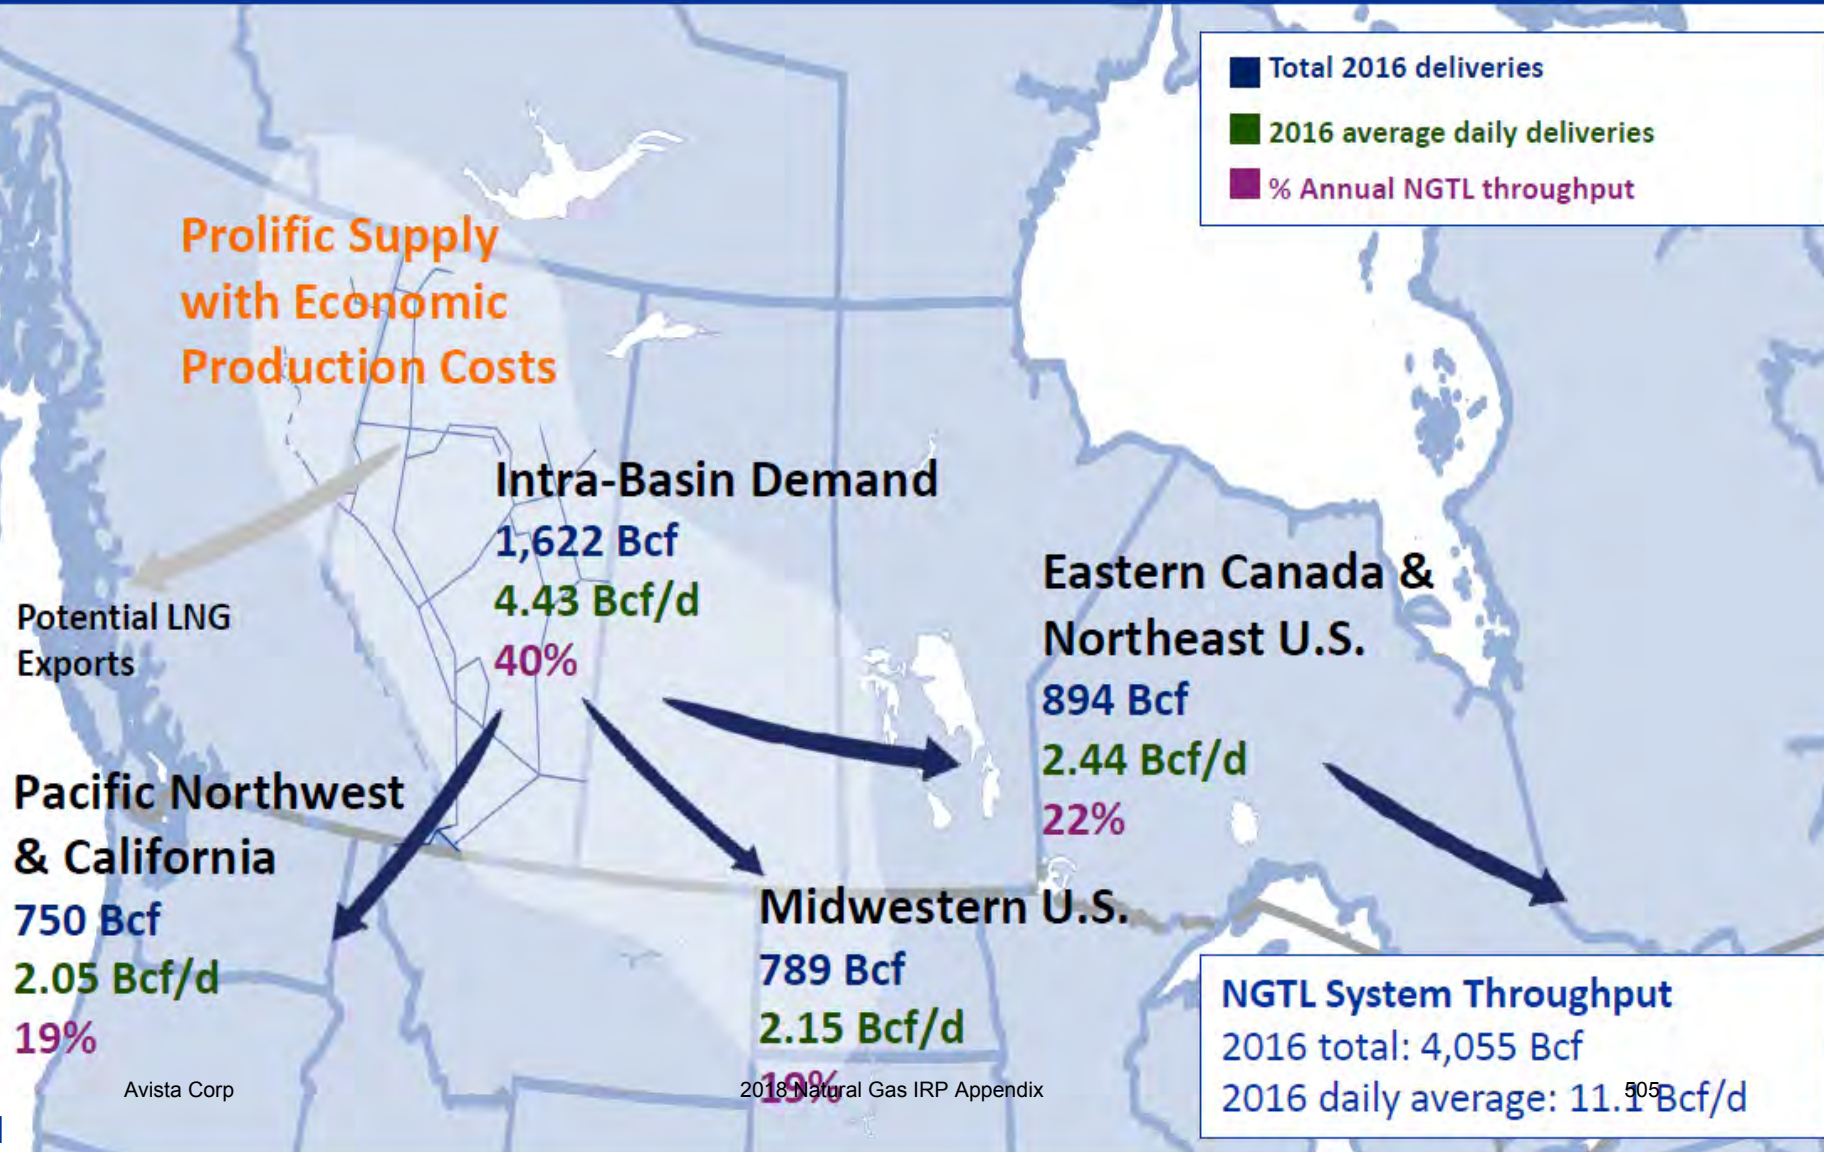 Total 2016 deliveries
2016 average daily deliveries
% Annual NGTL throughput
Prolific Supply
with Economic
Production Costs
Intra-Basin Demand
1,622 Bcf
4.43 Bcf/d
40%
Potential LNG
Exports
Eastern Canada &
Northeast U.S.
894 Bcf
2.44 Bcf/d
22%
Pacific Northwest
& California
750 Bcf
2.05 Bcf/d
19%
Midwestern U.S.
789 Bcf
2.15 Bcf/d
19%
NGTL System Throughput
2016 total: 4,055 Bcf
2016 daily average: 11.1 Bcf/d
Avista Corp
2018 Natural Gas IRP Appendix
505